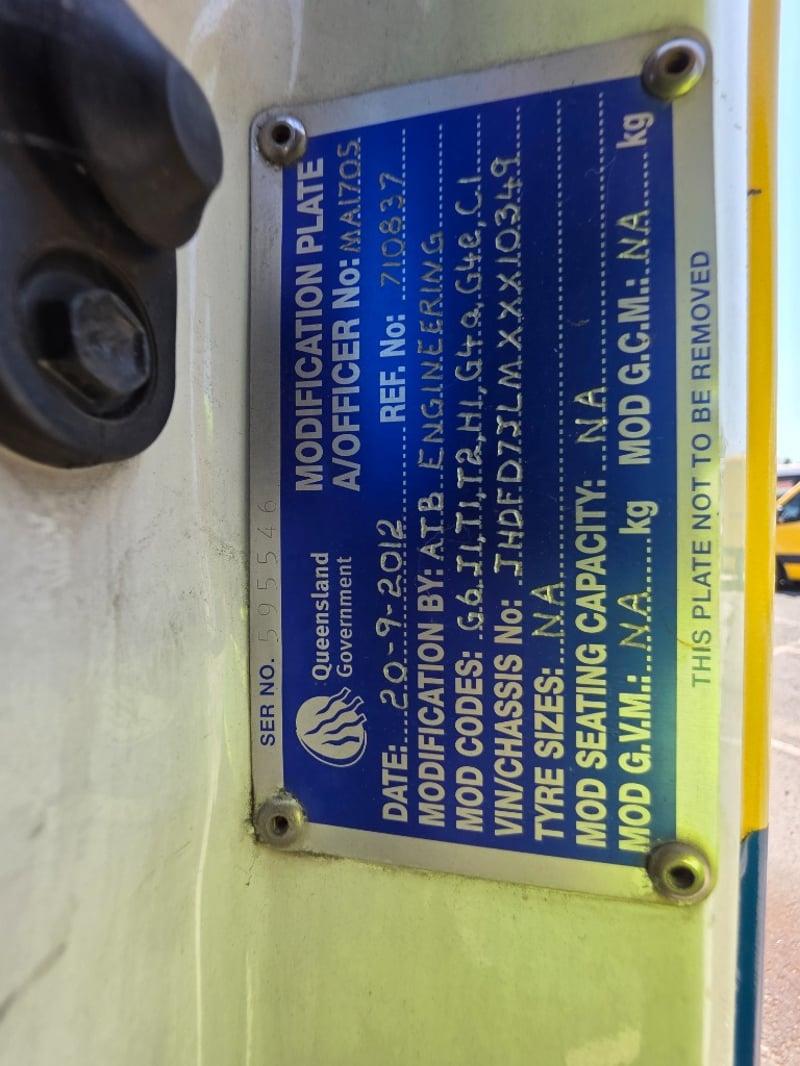 SER NO. 595546
Queensland
Government
MODIFICATION PLATE
A/OFFICER No: MA1705
DATE: 20-9-2012 REF. No: 710837
MODIFICATION BY: ATB ENGINEERING
MOD CODES: G6,J1,T1,T2,H1,G4a,G4e,C1
VIN/CHASSIS No: JHDFD7JLMXXX10349
TYRE SIZES: NA
MOD SEATING CAPACITY: NA
MOD G.V.M.: NA kg MOD G.C.M.: NA kg
THIS PLATE NOT TO BE REMOVED